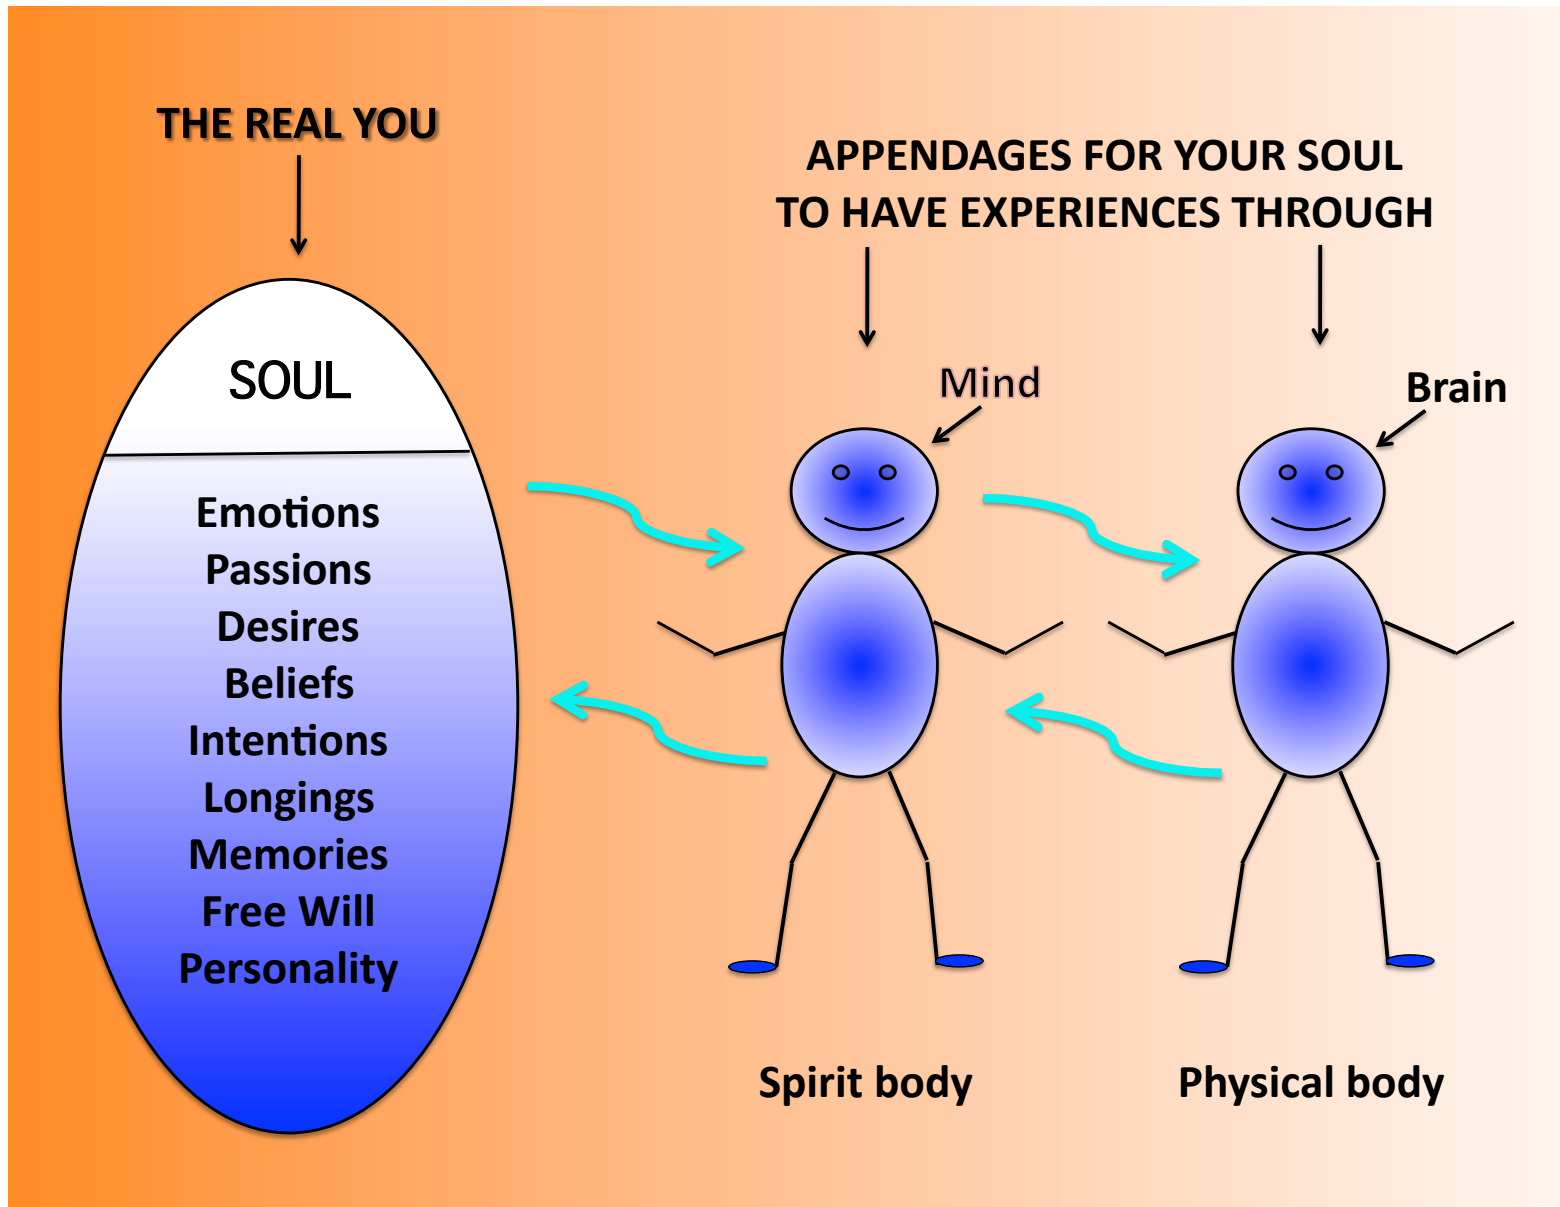 THE REAL YOU
APPENDAGES FOR YOUR SOUL
TO HAVE EXPERIENCES THROUGH
SOUL
Mind
Brain
Emotions
Passions
Desires
Beliefs
Intentions
Longings
Memories
Free Will
Personality
Spirit body
Physical body